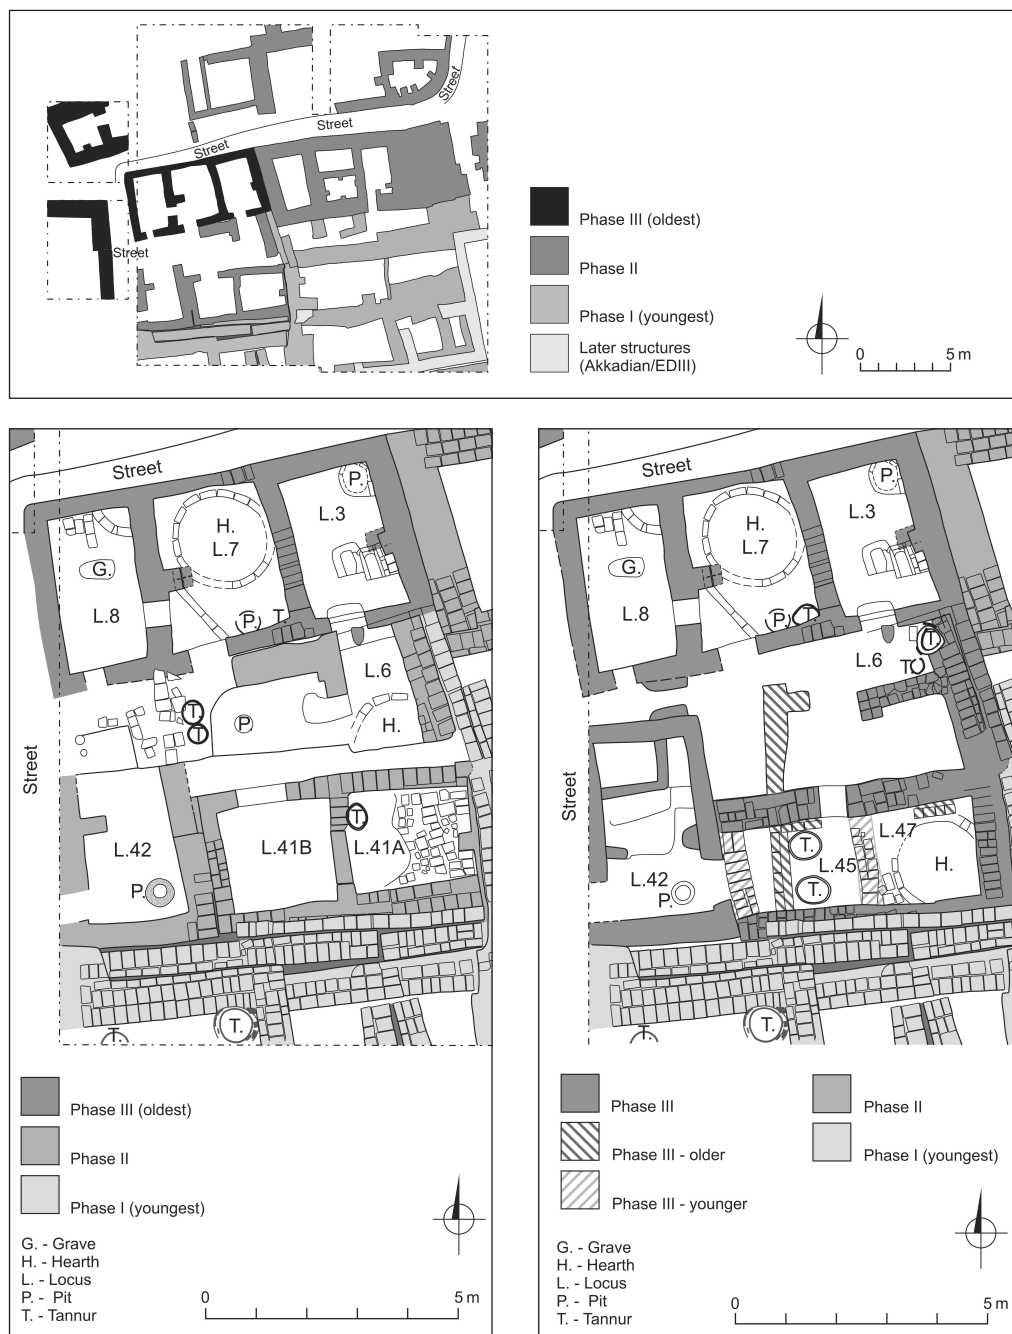 Street
Street
Street
Street
Phase III (oldest)
Phase II
Phase I (youngest)
Later structures
(Akkadian/EDIII)
0
5 m
Street
P.
L.3
H.
L.7
G.
L.8
P.
T.
L.6
T.
P.
H.
T.
Street
T.
L.42
L.41B
L.41A
P.
T.
T.
Phase III (oldest)
Phase II
Phase I (youngest)
G. - Grave
H. - Hearth
L. - Locus
P. - Pit
T. - Tannur
0
5 m
Street
P.
L.3
H.
L.7
G.
L.8
P.
T.
T.
L.6
T.
Street
L.47
T.
L.45
H.
L.42
T.
P.
T.
T.
Phase III
Phase II
Phase III - older
Phase I (youngest)
Phase III - younger
G. - Grave
H. - Hearth
L. - Locus
P. - Pit
T. - Tannur
0
5 m